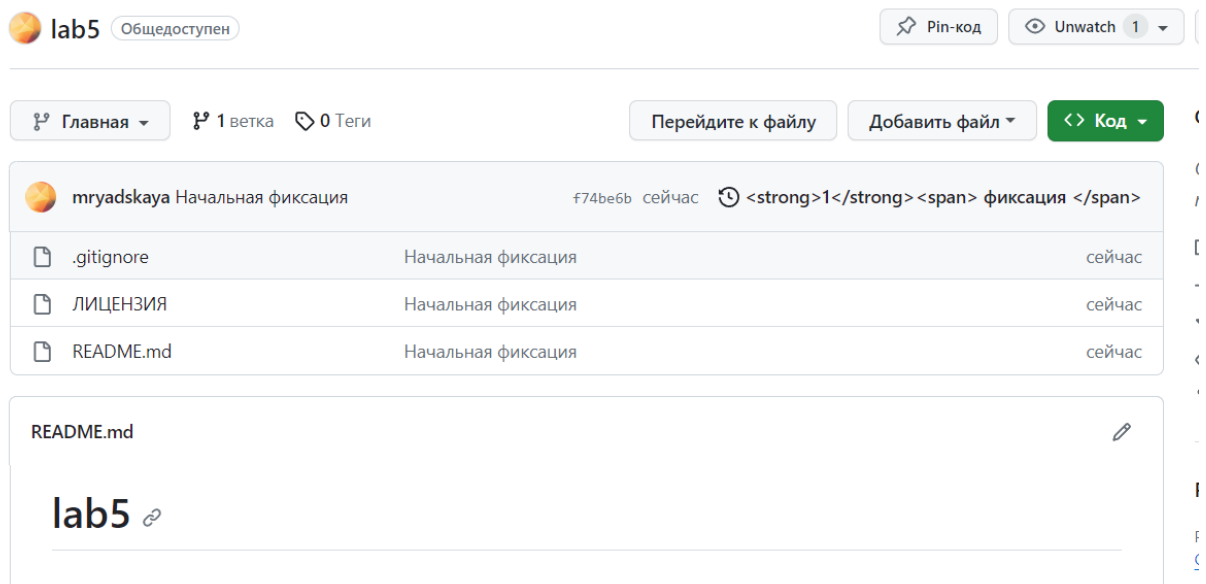 lab5 Общедоступен Pin-код Unwatch 1
Главная 1 ветка 0 Теги Перейдите к файлу Добавить файл <> Код
mryadskaya Начальная фиксация f74be6b сейчас <strong>1</strong><span> фиксация </span>
.gitignore Начальная фиксация сейчас
ЛИЦЕНЗИЯ Начальная фиксация сейчас
README.md Начальная фиксация сейчас
README.md
lab5